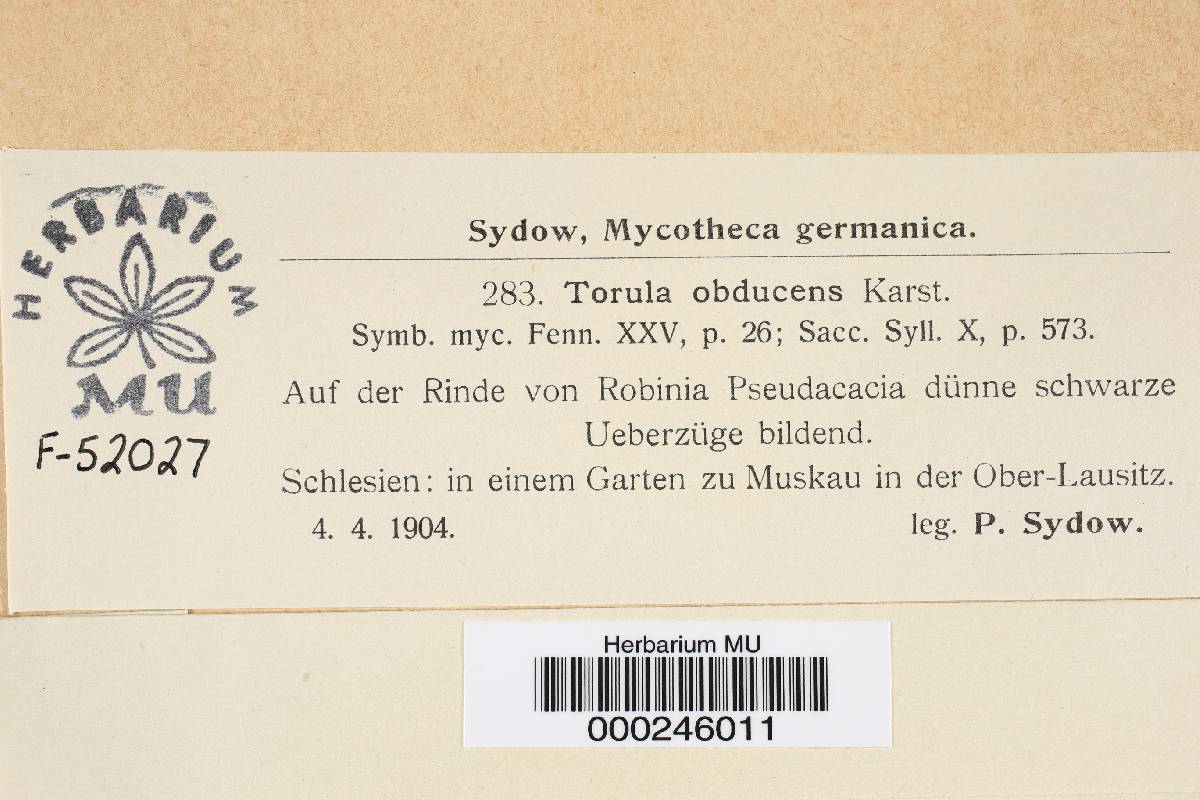 HERBARIUM
MU
F-52027
Sydow, Mycotheca germanica.
283. Torula obducens Karst.
Symb. myc. Fenn. XXV, p. 26; Sacc. Syll. X, p. 573.
Auf der Rinde von Robinia Pseudacacia dünne schwarze
Ueberzüge bildend.
Schlesien: in einem Garten zu Muskau in der Ober-Lausitz.
4. 4. 1904. leg. P. Sydow.
Herbarium MU
000246011